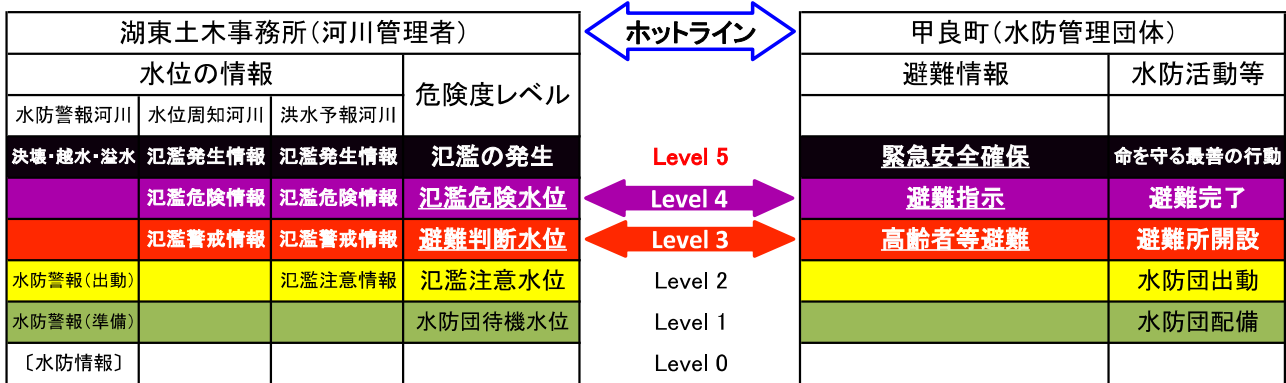 湖東土木事務所(河川管理者) ホットライン 甲良町(水防管理団体)
水位の情報 危険度レベル 避難情報 水防活動等
水防警報河川 水位周知河川 洪水予報河川
決壊・越水・溢水 氾濫発生情報 氾濫発生情報 氾濫の発生 Level 5 緊急安全確保 命を守る最善の行動
氾濫危険情報 氾濫危険情報 氾濫危険水位 Level 4 避難指示 避難完了
氾濫警戒情報 氾濫警戒情報 避難判断水位 Level 3 高齢者等避難 避難所開設
水防警報(出動) 氾濫注意情報 氾濫注意水位 Level 2 水防団出動
水防警報(準備) 水防団待機水位 Level 1 水防団配備
〔水防情報〕 Level 0